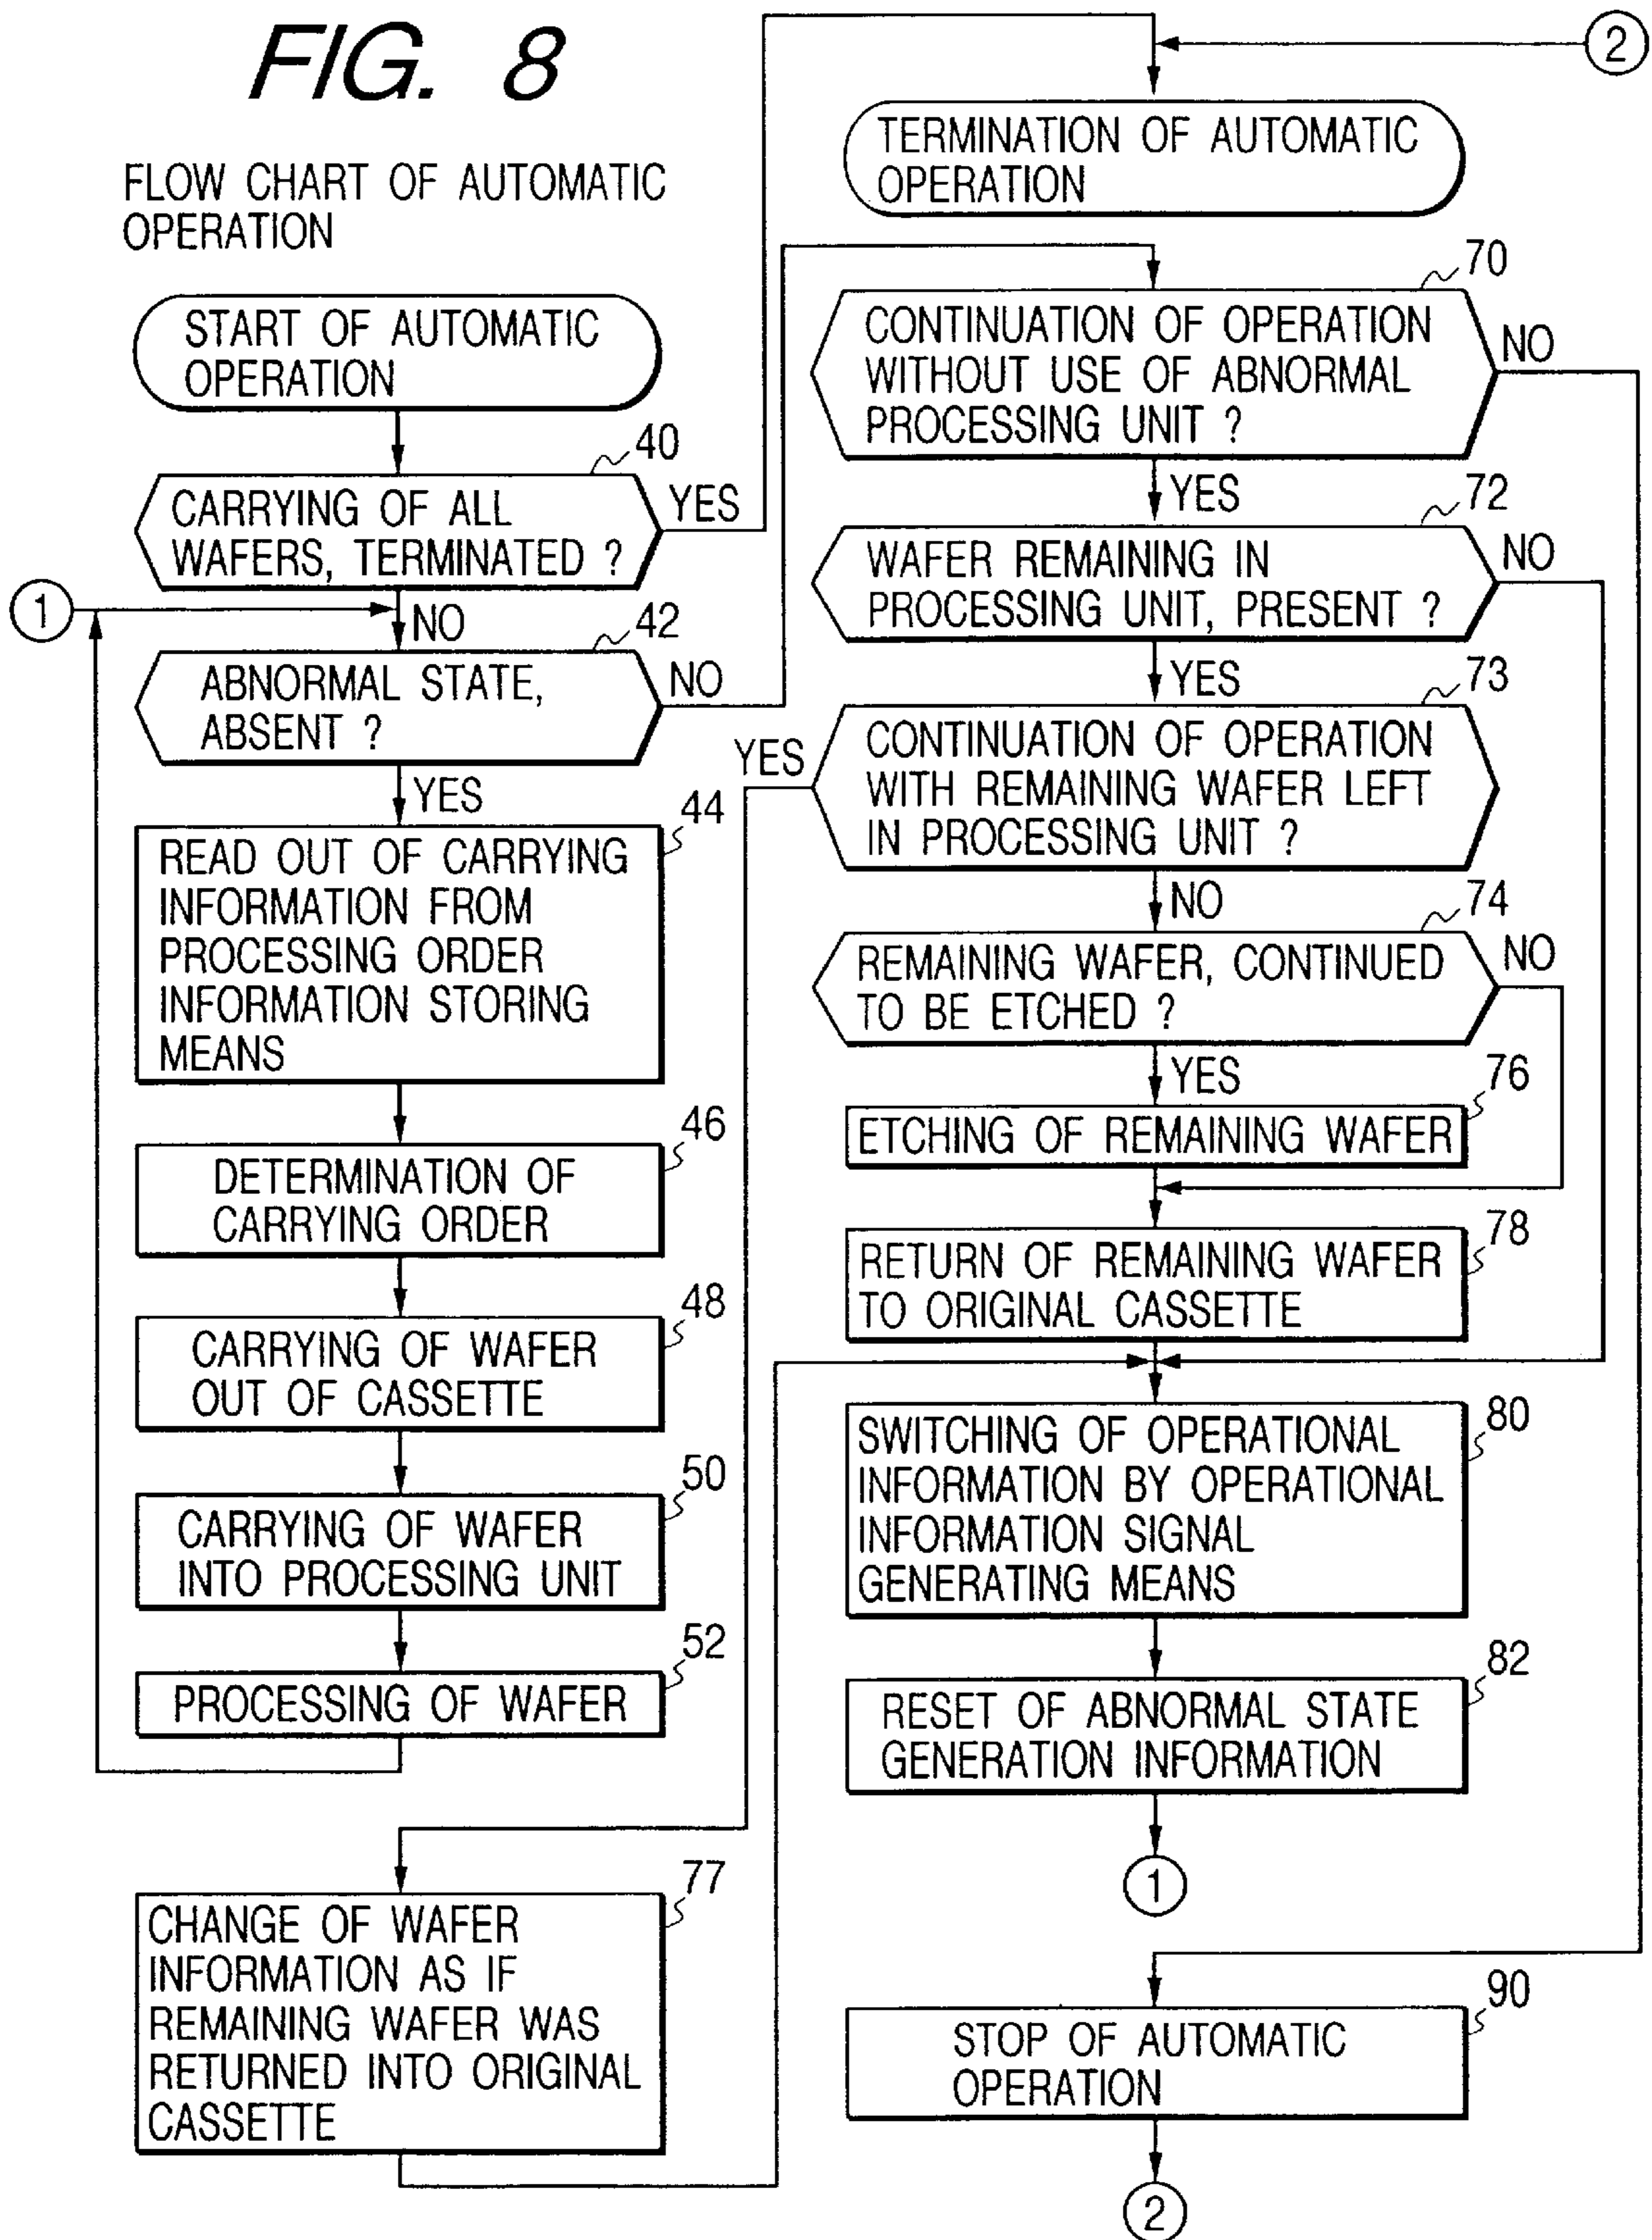 FIG. 8
FLOW CHART OF AUTOMATIC
OPERATION
START OF AUTOMATIC
OPERATION
40
CARRYING OF ALL
WAFERS, TERMINATED ?
YES
1
NO
42
ABNORMAL STATE,
ABSENT ?
NO
YES
44
READ OUT OF CARRYING
INFORMATION FROM
PROCESSING ORDER
INFORMATION STORING
MEANS
46
DETERMINATION OF
CARRYING ORDER
48
CARRYING OF WAFER
OUT OF CASSETTE
50
CARRYING OF WAFER
INTO PROCESSING UNIT
52
PROCESSING OF WAFER
77
CHANGE OF WAFER
INFORMATION AS IF
REMAINING WAFER WAS
RETURNED INTO ORIGINAL
CASSETTE
2
TERMINATION OF AUTOMATIC
OPERATION
70
CONTINUATION OF OPERATION
WITHOUT USE OF ABNORMAL
PROCESSING UNIT ?
NO
YES
72
WAFER REMAINING IN
PROCESSING UNIT, PRESENT ?
NO
YES
73
YES
CONTINUATION OF OPERATION
WITH REMAINING WAFER LEFT
IN PROCESSING UNIT ?
NO
74
REMAINING WAFER, CONTINUED
TO BE ETCHED ?
NO
YES
76
ETCHING OF REMAINING WAFER
78
RETURN OF REMAINING WAFER
TO ORIGINAL CASSETTE
80
SWITCHING OF OPERATIONAL
INFORMATION BY OPERATIONAL
INFORMATION SIGNAL
GENERATING MEANS
82
RESET OF ABNORMAL STATE
GENERATION INFORMATION
1
90
STOP OF AUTOMATIC
OPERATION
2